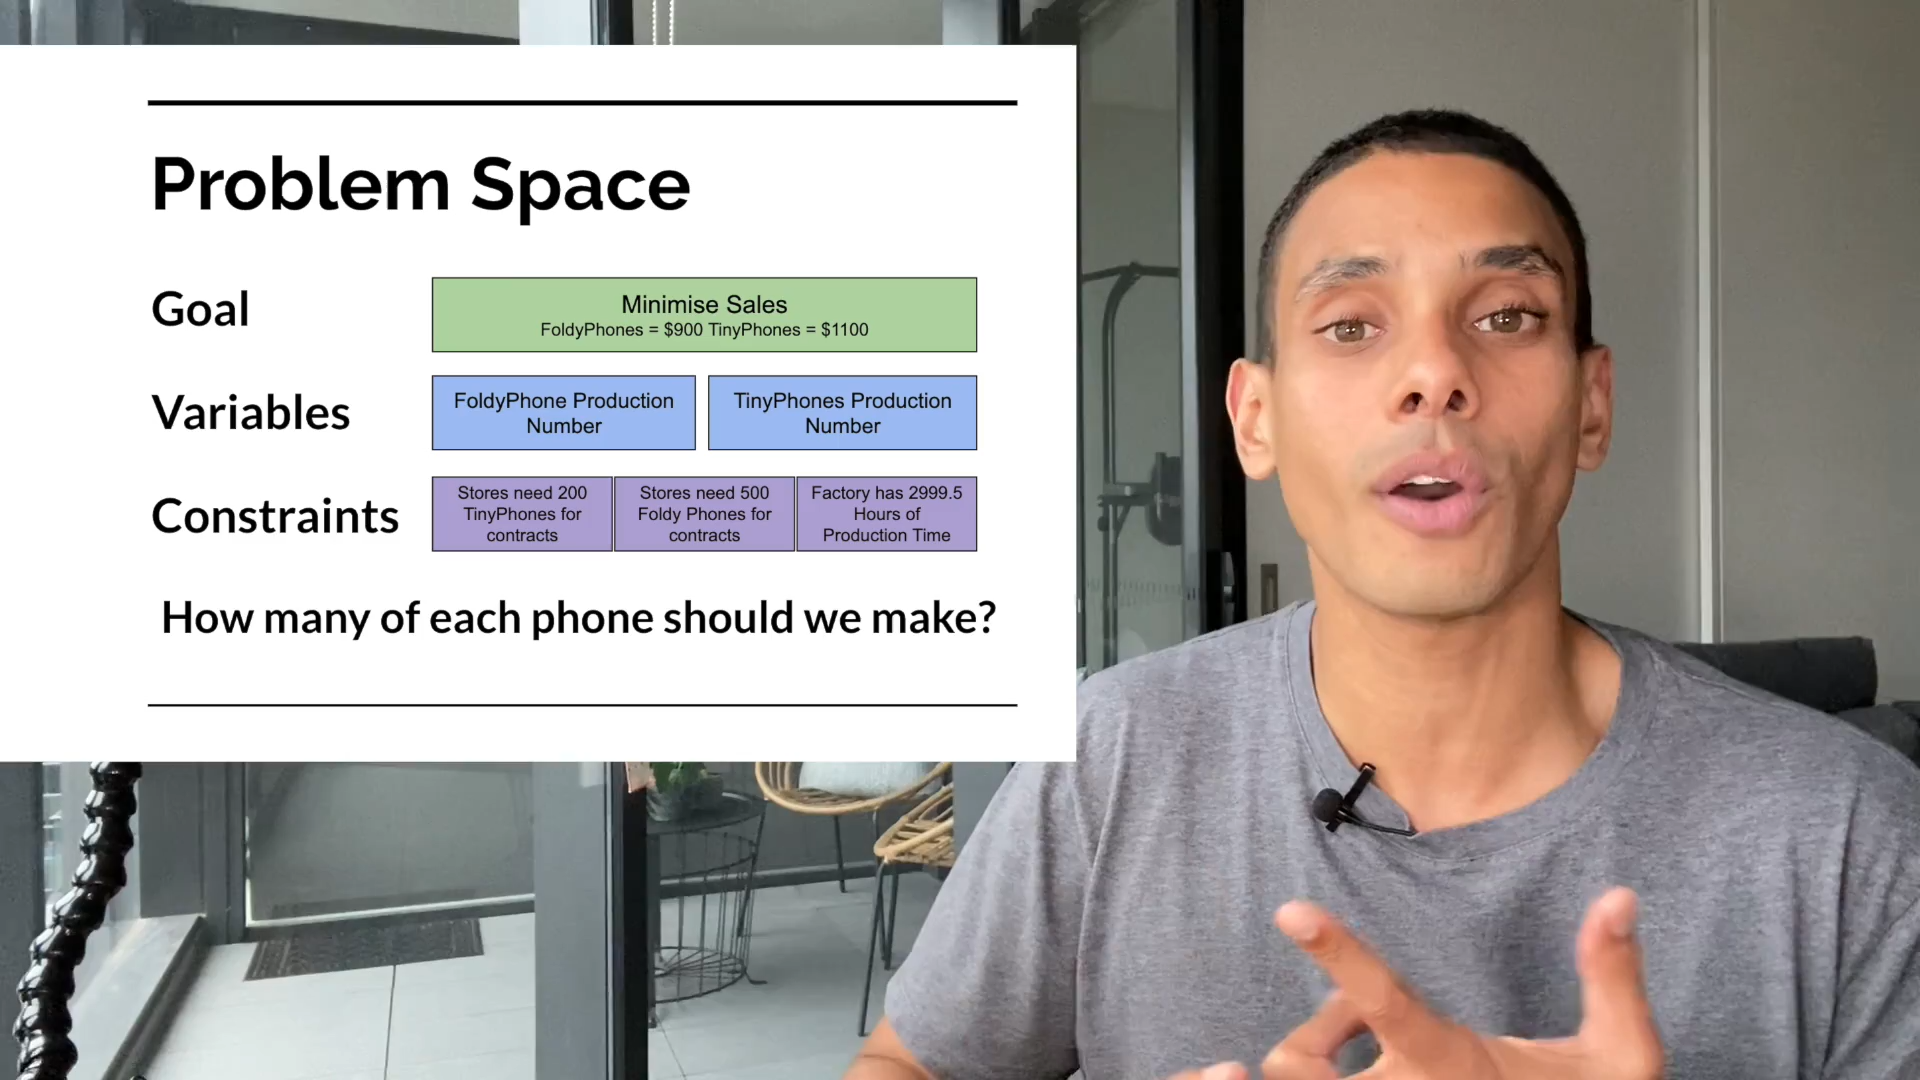 Problem Space
Goal
Minimise Sales
FoldyPhones = $900 TinyPhones = $1100
Variables
FoldyPhone Production
Number
TinyPhones Production
Number
Constraints
Stores need 200
TinyPhones for
contracts
Stores need 500
Foldy Phones for
contracts
Factory has 2999.5
Hours of
Production Time
How many of each phone should we make?